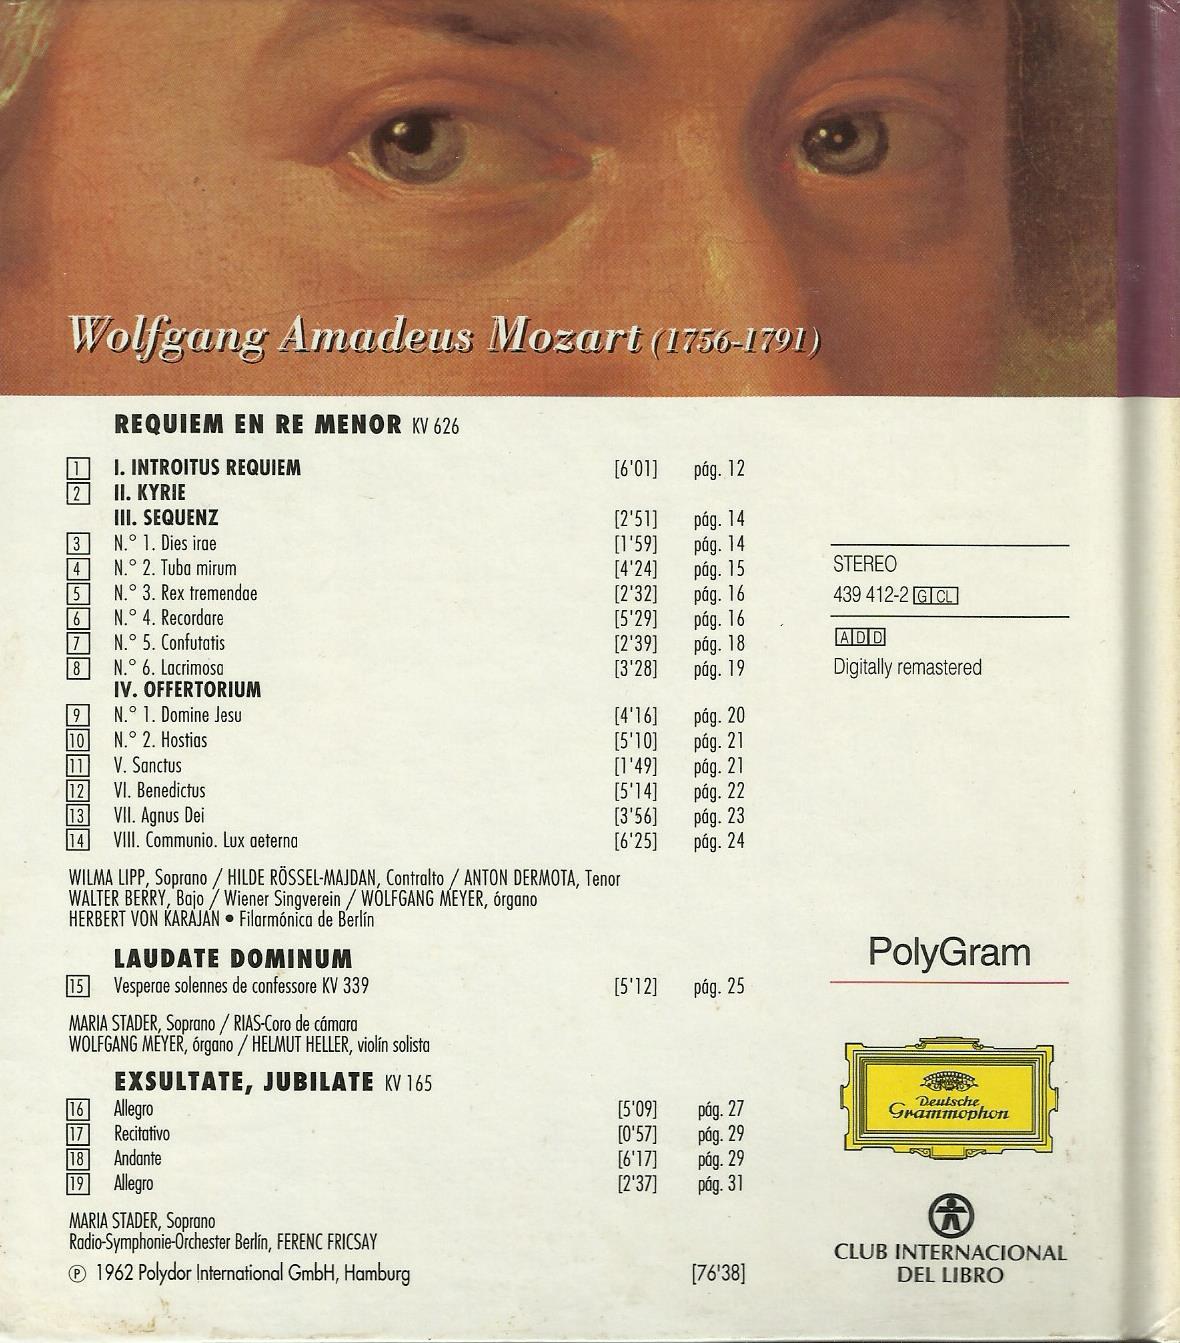 Wolfgang Amadeus Mozart (1756-1791)
REQUIEM EN RE MENOR KV 626
1 I. INTROITUS REQUIEM [6'01] pág. 12
2 II. KYRIE
III. SEQUENZ [2'51] pág. 14
3 N.° 1. Dies irae [1'59] pág. 14
4 N.° 2. Tuba mirum [4'24] pág. 15
5 N.° 3. Rex tremendae [2'32] pág. 16
6 N.° 4. Recordare [5'29] pág. 16
7 N.° 5. Confutatis [2'39] pág. 18
8 N.° 6. Lacrimosa [3'28] pág. 19
IV. OFFERTORIUM
9 N.° 1. Domine Jesu [4'16] pág. 20
10 N.° 2. Hostias [5'10] pág. 21
11 V. Sanctus [1'49] pág. 21
12 VI. Benedictus [5'14] pág. 22
13 VII. Agnus Dei [3'56] pág. 23
14 VIII. Communio. Lux aeterna [6'25] pág. 24
WILMA LIPP, Soprano / HILDE RÖSSEL-MAJDAN, Contralto / ANTON DERMOTA, Tenor
WALTER BERRY, Bajo / Wiener Singverein / WOLFGANG MEYER, órgano
HERBERT VON KARAJAN • Filarmónica de Berlín
LAUDATE DOMINUM
15 Vesperae solennes de confessore KV 339 [5'12] pág. 25
MARIA STADER, Soprano / RIAS-Coro de cámara
WOLFGANG MEYER, órgano / HELMUT HELLER, violín solista
EXSULTATE, JUBILATE KV 165
16 Allegro [5'09] pág. 27
17 Recitativo [0'57] pág. 29
18 Andante [6'17] pág. 29
19 Allegro [2'37] pág. 31
MARIA STADER, Soprano
Radio-Symphonie-Orchester Berlín, FERENC FRICSAY
℗ 1962 Polydor International GmbH, Hamburg [76'38]
STEREO
439 412-2 G CL
A D D
Digitally remastered
PolyGram
Deutsche
Grammophon
CLUB INTERNACIONAL
DEL LIBRO